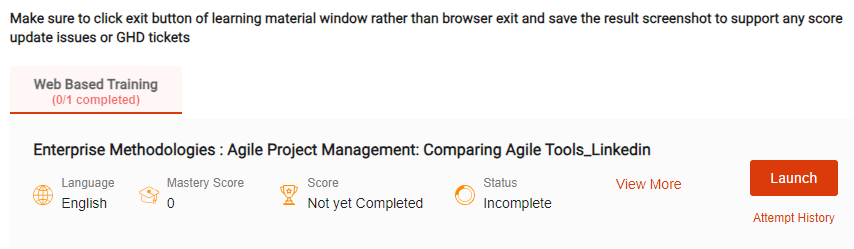 Make sure to click exit button of learning material window rather than browser exit and save the result screenshot to support any score
update issues or GHD tickets
Web Based Training
(0/1 completed)
Enterprise Methodologies : Agile Project Management: Comparing Agile Tools_Linkedin
Language
English
Mastery Score
0
Score
Not yet Completed
Status
Incomplete
View More
Launch
Attempt History